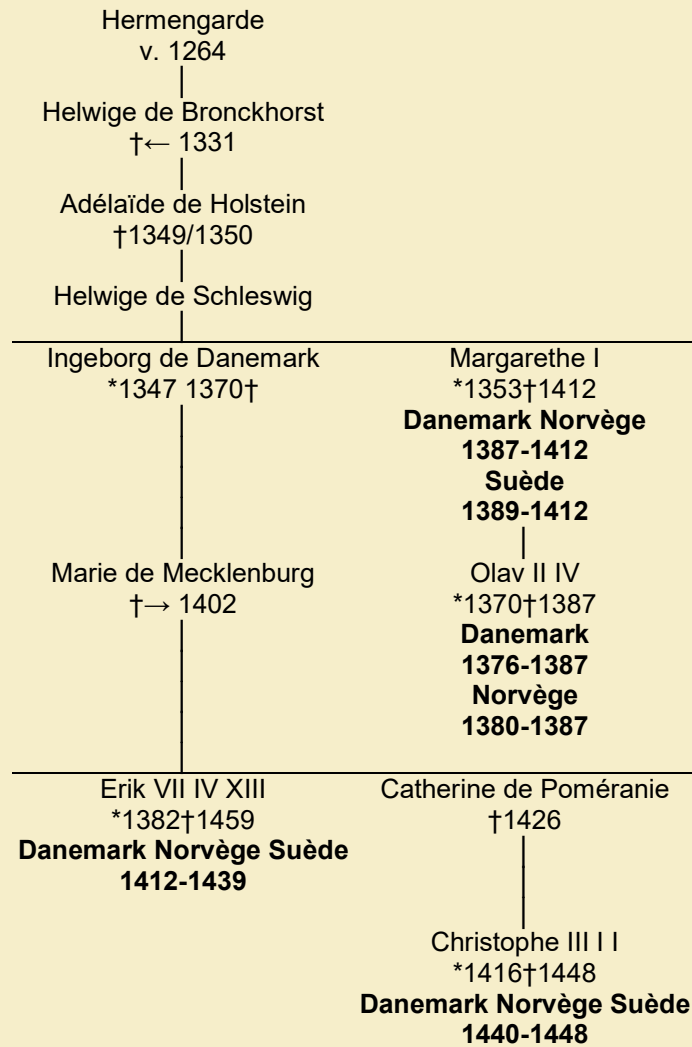 Hermengarde
v. 1264
Helwige de Bronckhorst
†← 1331
Adélaïde de Holstein
†1349/1350
Helwige de Schleswig
Ingeborg de Danemark
*1347 1370†
Margarethe I
*1353†1412
Danemark Norvège
1387-1412
Suède
1389-1412
Marie de Mecklenburg
†→ 1402
Olav II IV
*1370†1387
Danemark
1376-1387
Norvège
1380-1387
Erik VII IV XIII
*1382†1459
Danemark Norvège Suède
1412-1439
Catherine de Poméranie
†1426
Christophe III I I
*1416†1448
Danemark Norvège Suède
1440-1448